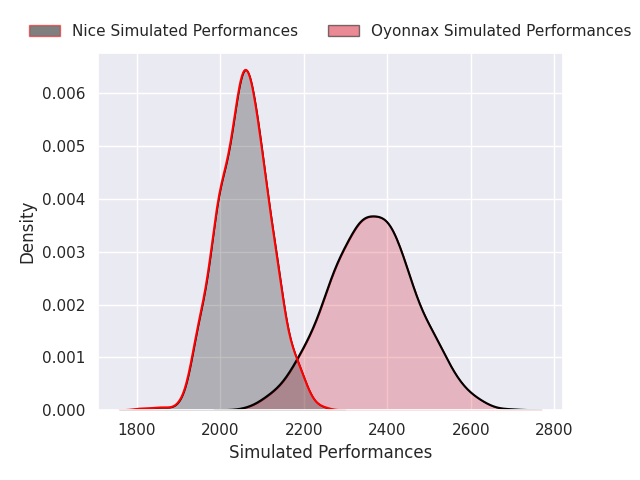 Nice Simulated Performances
Oyonnax Simulated Performances
Density
0.006
0.005
0.004
0.003
0.002
0.001
0.000
1800 2000 2200 2400 2600 2800
Simulated Performances